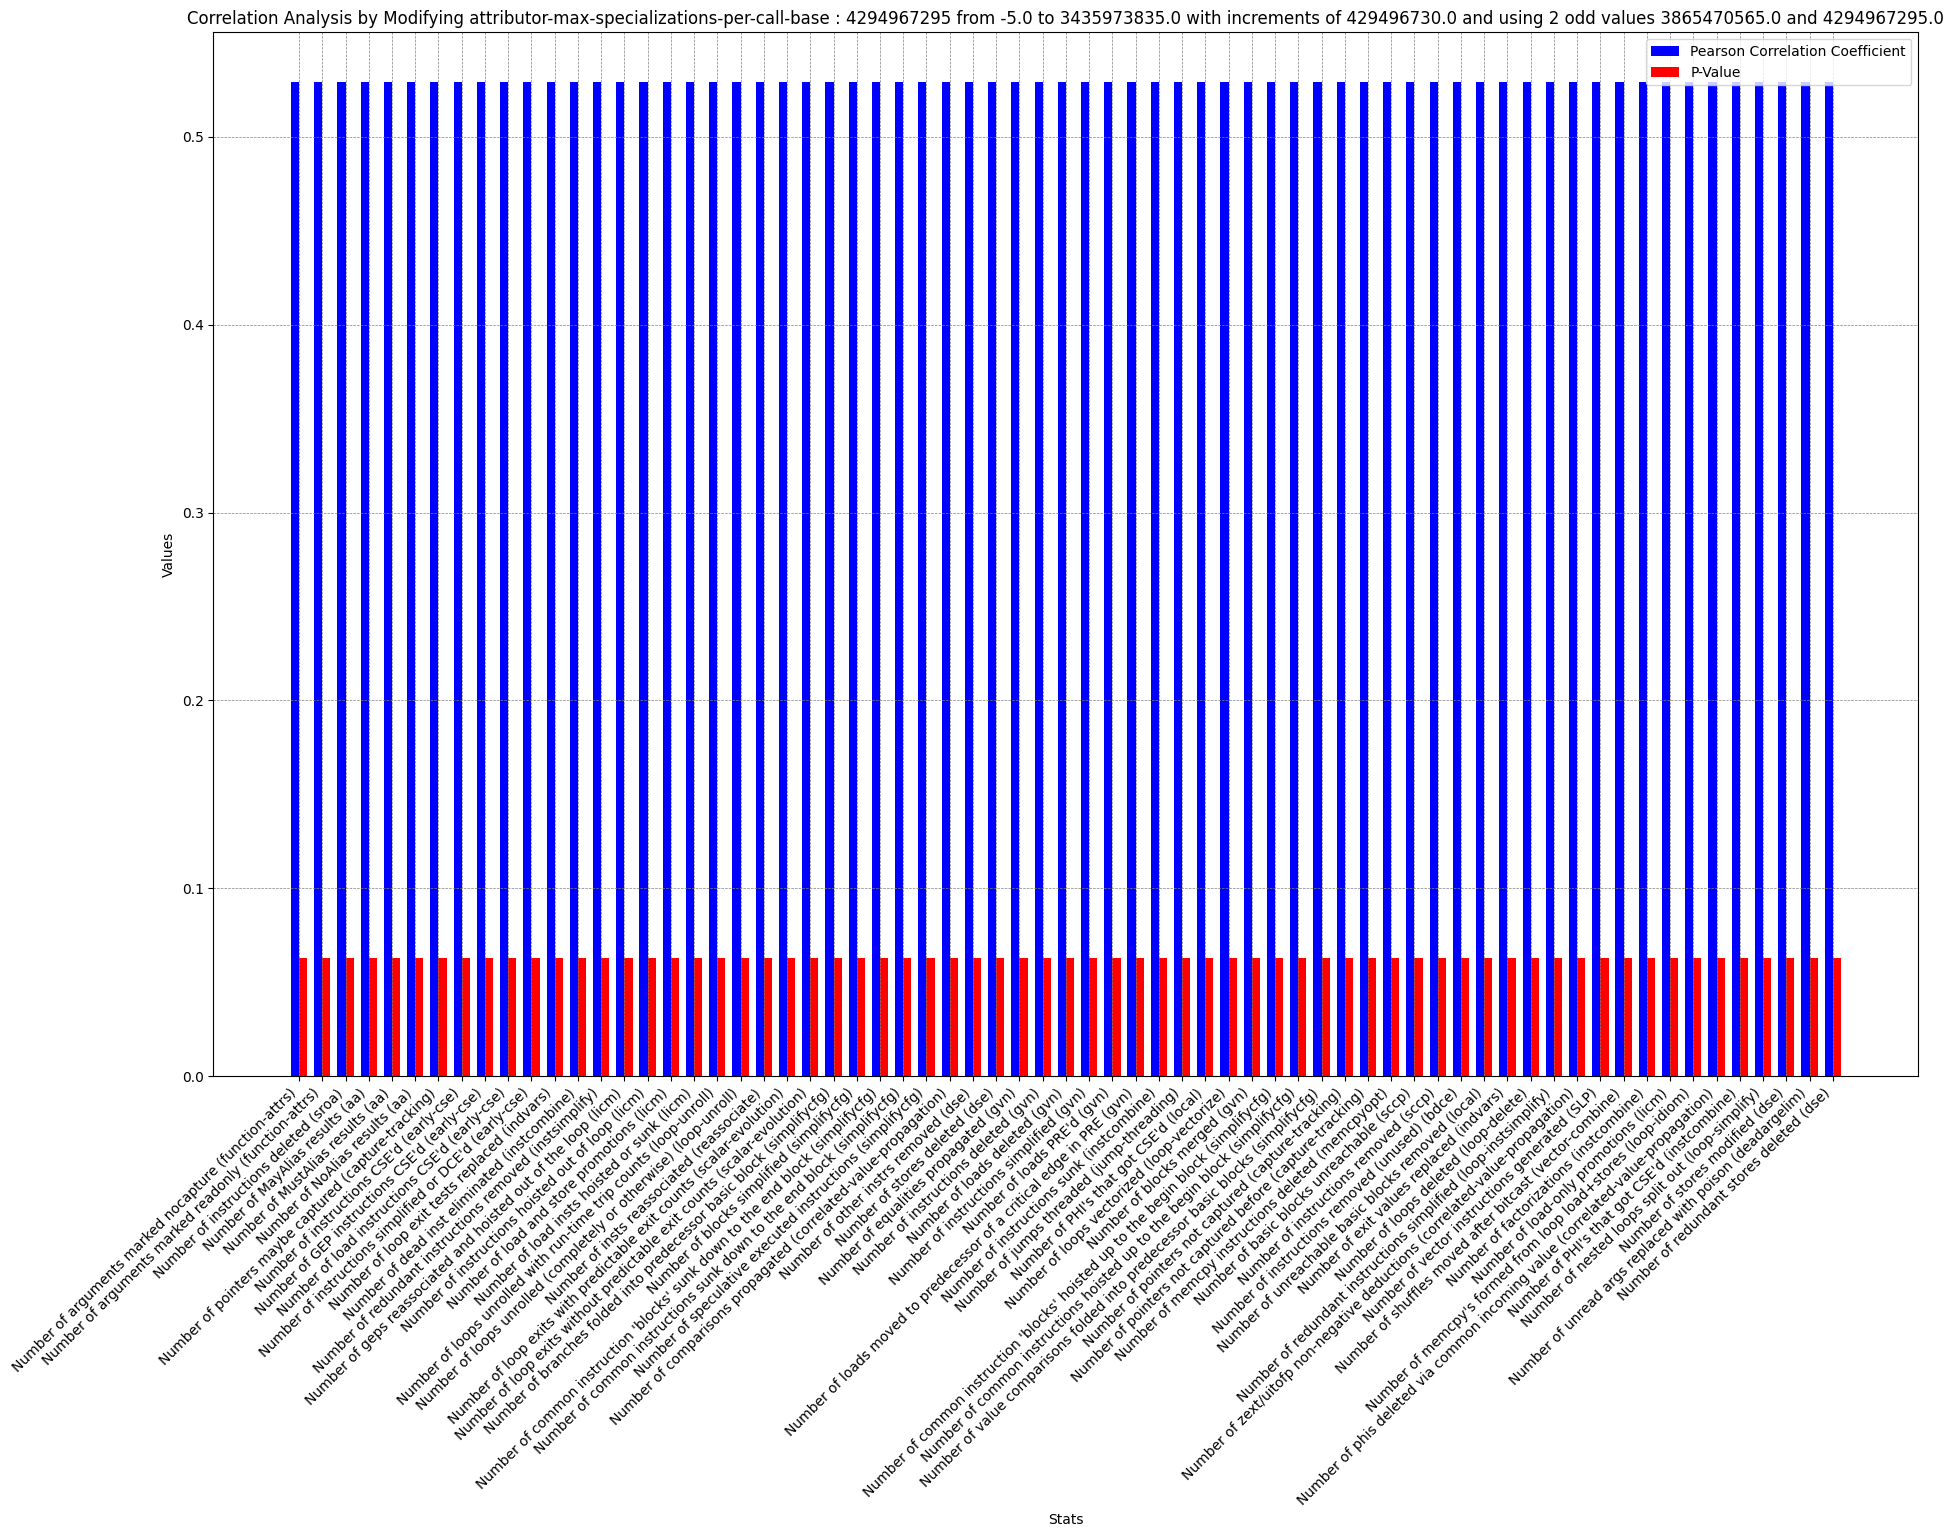 Correlation Analysis by Modifying attributor-max-specializations-per-call-base : 4294967295 from -5.0 to 3435973835.0 with increments of 429496730.0 and using 2 odd values 3865470565.0 and 4294967295.0
Pearson Correlation Coefficient
P-Value
Values
0.5
0.4
0.3
0.2
0.1
0.0
Number of arguments marked nocapture (function-attrs)
Number of arguments marked readonly (function-attrs)
Number of instructions deleted (sroa)
Number of MayAlias results (aa)
Number of MustAlias results (aa)
Number of NoAlias results (aa)
Number of pointers maybe captured (capture-tracking)
Number of instructions CSE'd (early-cse)
Number of GEP instructions CSE'd (early-cse)
Number of load instructions CSE'd (early-cse)
Number of instructions simplified or DCE'd (early-cse)
Number of loop exit tests replaced (indvars)
Number of dead inst eliminated (instcombine)
Number of redundant instructions removed (instsimplify)
Number of geps reassociated and hoisted out of the loop (licm)
Number of instructions hoisted out of loop (licm)
Number of load and store promotions (licm)
Number of load insts hoisted or sunk (licm)
Number of loops unrolled with run-time trip counts (loop-unroll)
Number of loops unrolled (completely or otherwise) (loop-unroll)
Number of insts reassociated (reassociate)
Number of loop exits with predictable exit counts (scalar-evolution)
Number of loop exits without predictable exit counts (scalar-evolution)
Number of branches folded into predecessor basic block (simplifycfg)
Number of blocks simplified (simplifycfg)
Number of common instruction 'blocks' sunk down to the end block (simplifycfg)
Number of common instructions sunk down to the end block (simplifycfg)
Number of speculative executed instructions (simplifycfg)
Number of comparisons propagated (correlated-value-propagation)
Number of other instrs removed (dse)
Number of stores deleted (dse)
Number of equalities propagated (gvn)
Number of instructions deleted (gvn)
Number of loads deleted (gvn)
Number of instructions simplified (gvn)
Number of loads PRE'd (gvn)
Number of loads moved to predecessor of a critical edge in PRE (gvn)
Number of instructions sunk (instcombine)
Number of jumps threaded (jump-threading)
Number of PHI's that got CSE'd (local)
Number of loops vectorized (loop-vectorize)
Number of blocks merged (gvn)
Number of common instruction 'blocks' hoisted up to the begin block (simplifycfg)
Number of common instructions hoisted up to the begin block (simplifycfg)
Number of value comparisons folded into predecessor basic blocks (simplifycfg)
Number of pointers not captured (capture-tracking)
Number of pointers not captured before (capture-tracking)
Number of memcpy instructions deleted (memcpyopt)
Number of basic blocks unreachable (sccp)
Number of instructions removed (sccp)
Number of instructions removed (unused) (bdce)
Number of unreachable basic blocks removed (local)
Number of exit values replaced (indvars)
Number of loops deleted (loop-delete)
Number of redundant instructions simplified (loop-instsimplify)
Number of zext/uitofp non-negative deductions (correlated-value-propagation)
Number of vector instructions generated (SLP)
Number of shuffles moved after bitcast (vector-combine)
Number of factorizations (instcombine)
Number of load-only promotions (licm)
Number of memcpy's formed from loop load+stores (loop-idiom)
Number of phis deleted via common incoming value (correlated-value-propagation)
Number of PHI's that got CSE'd (instcombine)
Number of nested loops split out (loop-simplify)
Number of stores modified (dse)
Number of unread args replaced with poison (deadargelim)
Number of redundant stores deleted (dse)
Stats